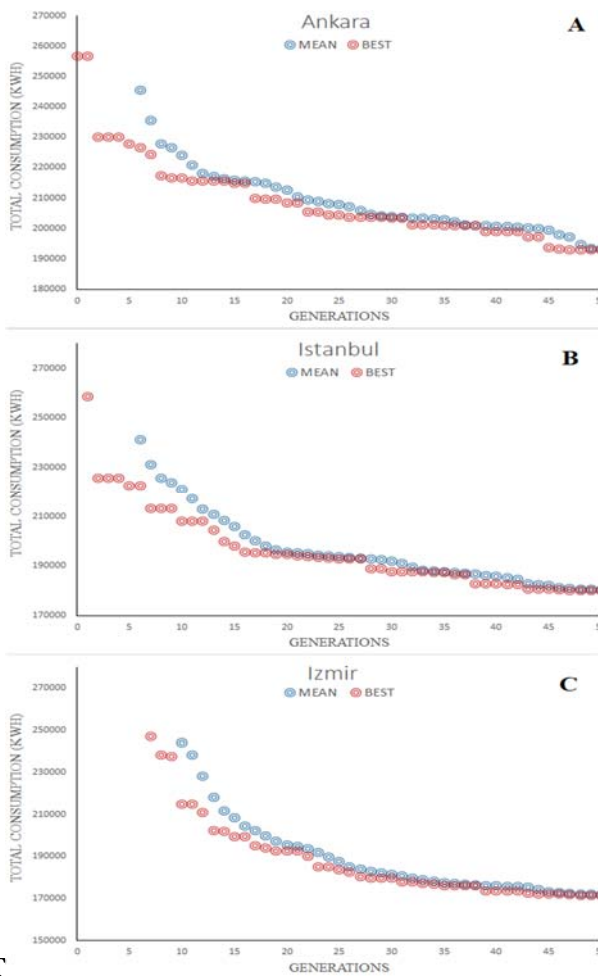 Ankara
A
MEAN BEST
270000
260000
250000
240000
230000
220000
210000
200000
190000
180000
TOTAL CONSUMPTION (KWH)
0 5 10 15 20 25 30 35 40 45
GENERATIONS
Istanbul
B
MEAN BEST
270000
250000
230000
210000
190000
170000
TOTAL CONSUMPTION (KWH)
0 5 10 15 20 25 30 35 40 45
GENERATIONS
Izmir
C
MEAN BEST
270000
250000
230000
210000
190000
170000
150000
TOTAL CONSUMPTION (KWH)
0 5 10 15 20 25 30 35 40 45
GENERATIONS